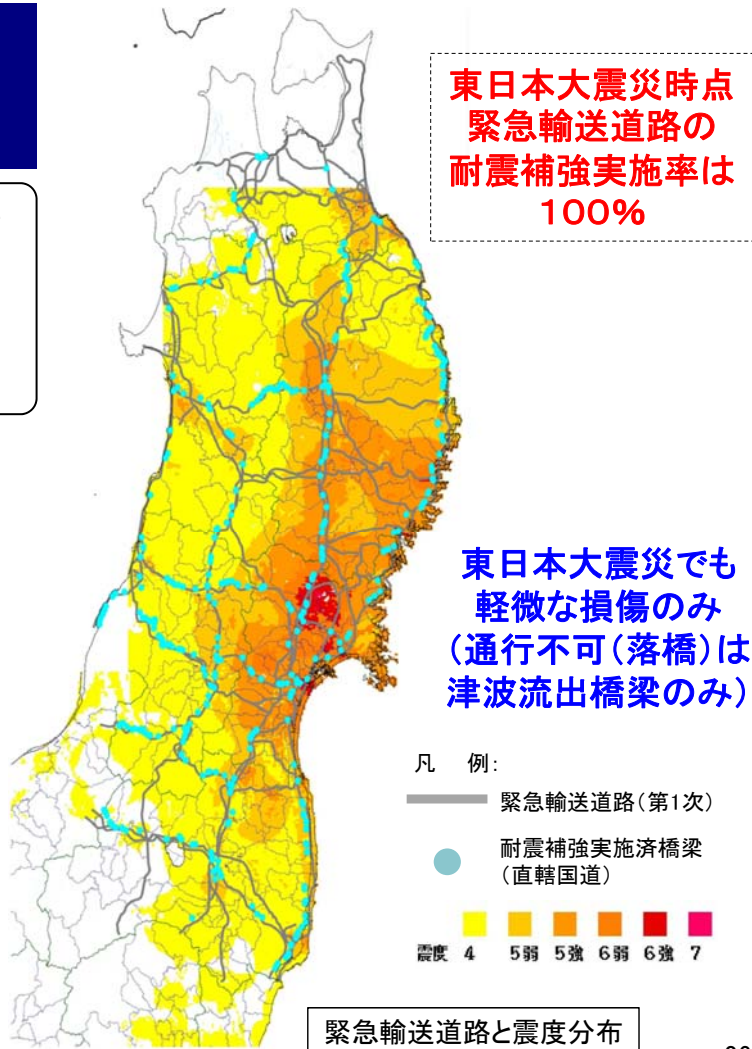 東日本大震災時点
緊急輸送道路の
耐震補強実施率は
100%
東日本大震災でも
軽微な損傷のみ
(通行不可(落橋)は
津波流出橋梁のみ)
凡 例:
緊急輸送道路(第1次)
耐震補強実施済橋梁
(直轄国道)
震度 4 5弱 5強 6弱 6強 7
緊急輸送道路と震度分布